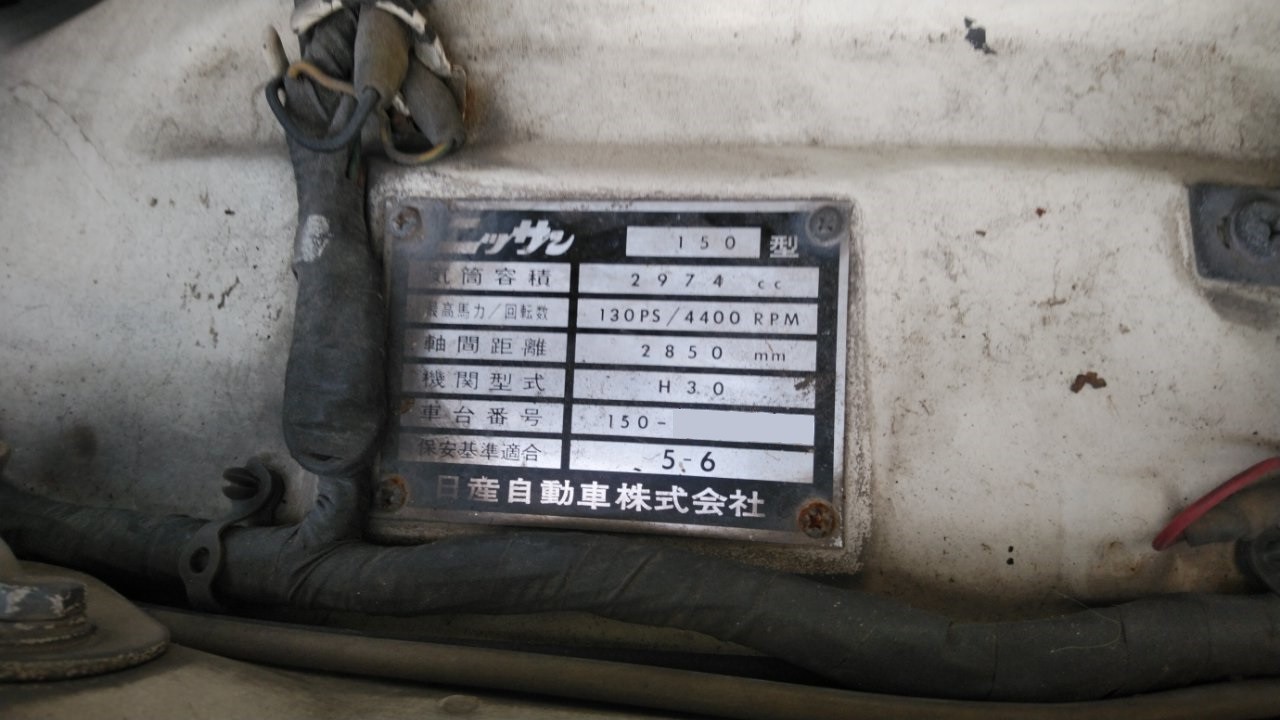 ニッサン 150 型
気筒容積 2974 cc
最高馬力/回転数 130PS/4400 RPM
軸間距離 2850 mm
機関型式 H30
車台番号 150-
保安基準適合 5-6
日産自動車株式会社